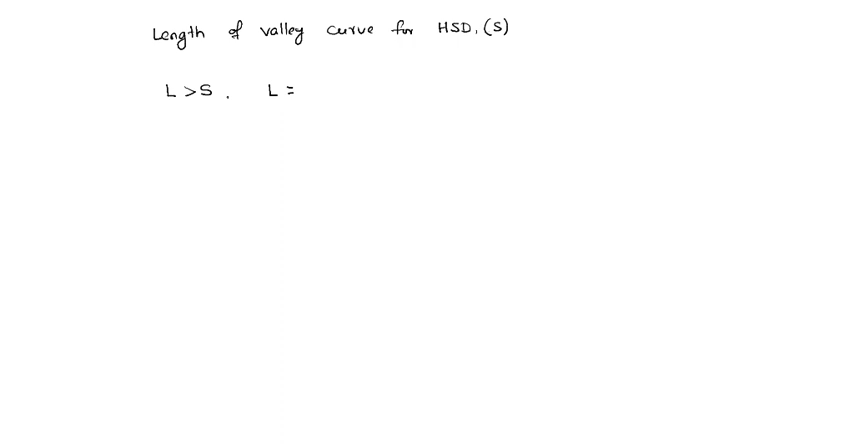 Length of valley curve for HSD, (S)
L > S . L =